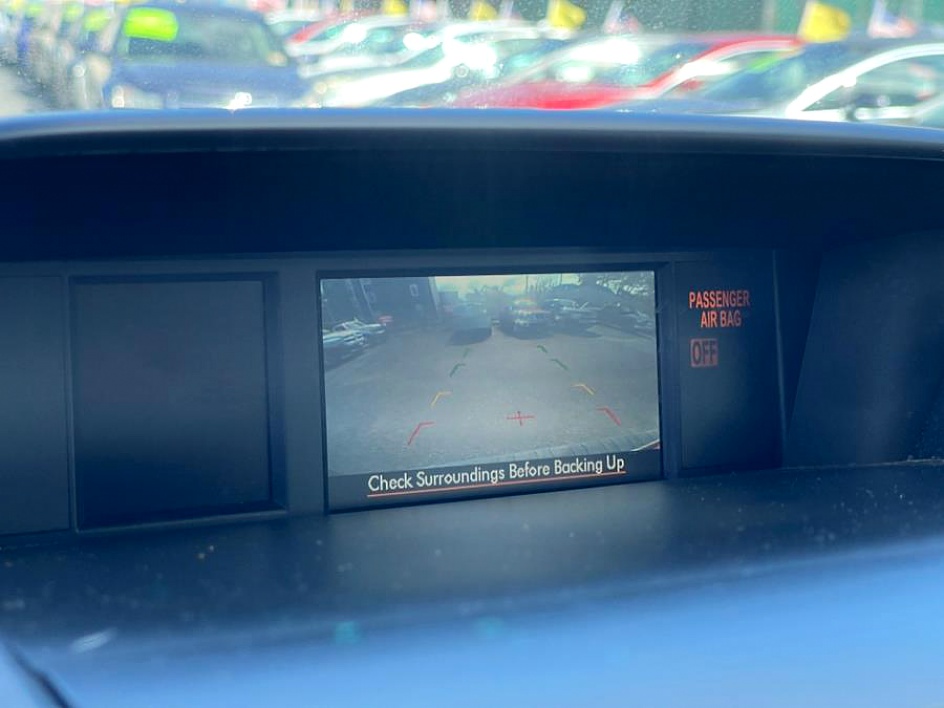 PASSENGER
AIR BAG
OFF
Check Surroundings Before Backing Up